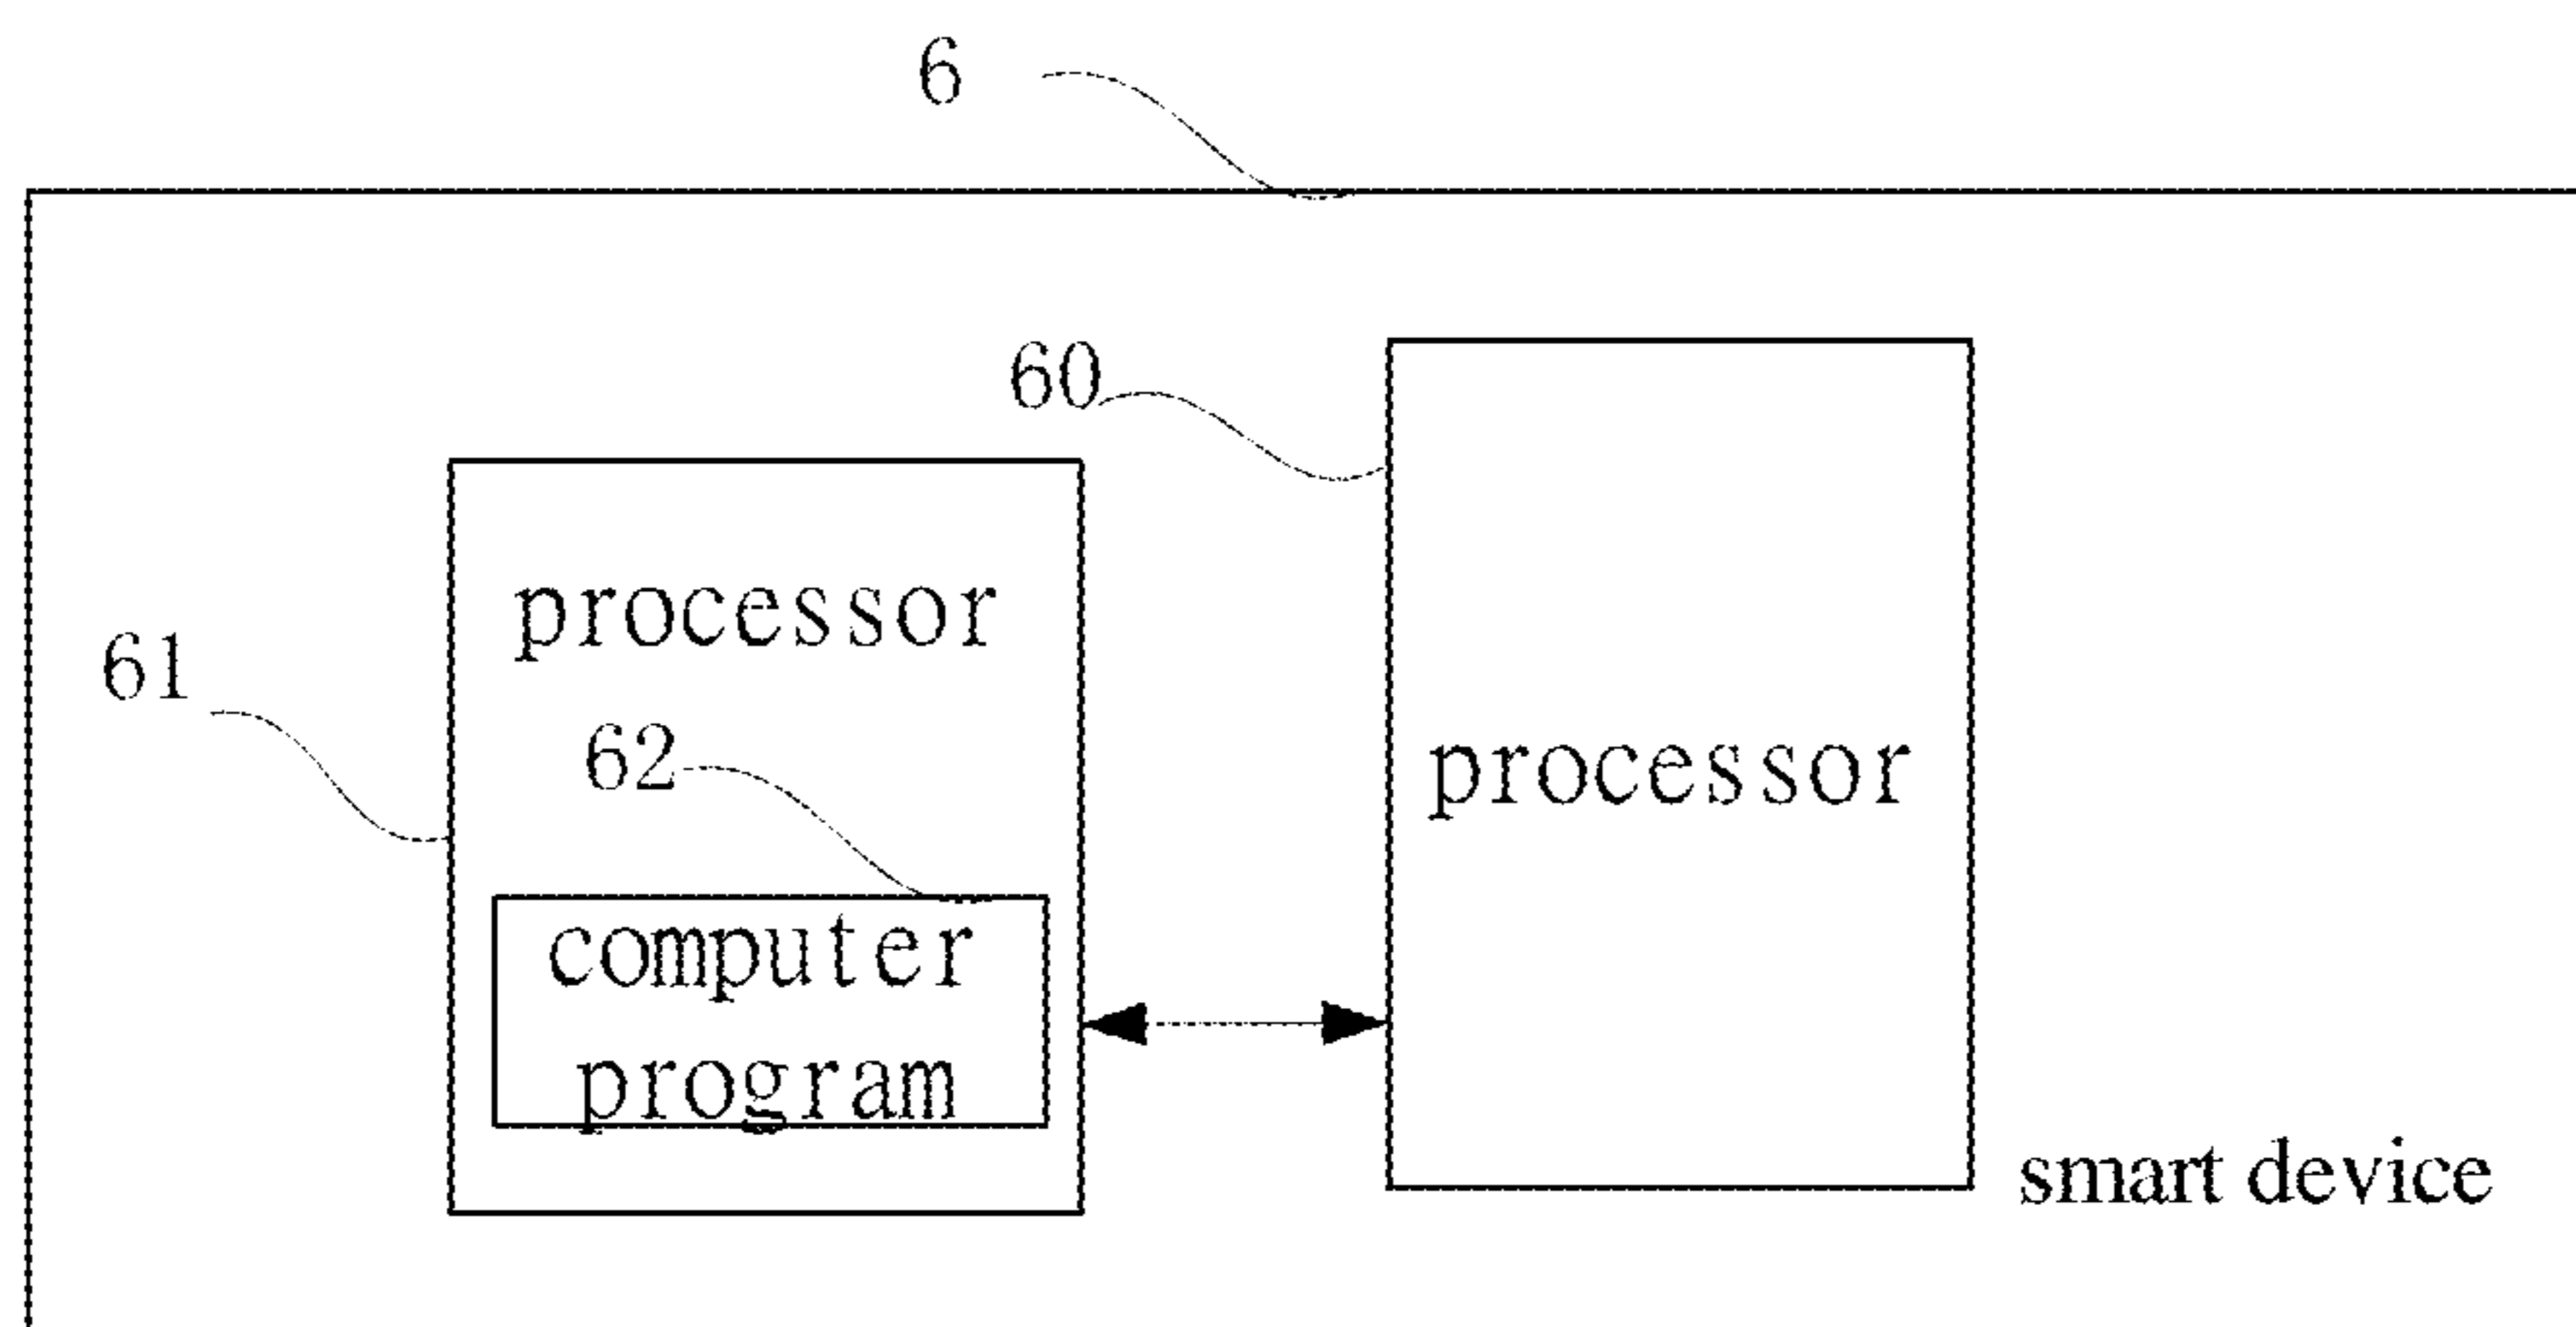 6
60
processor
61
62
processor
computer
program
smart device